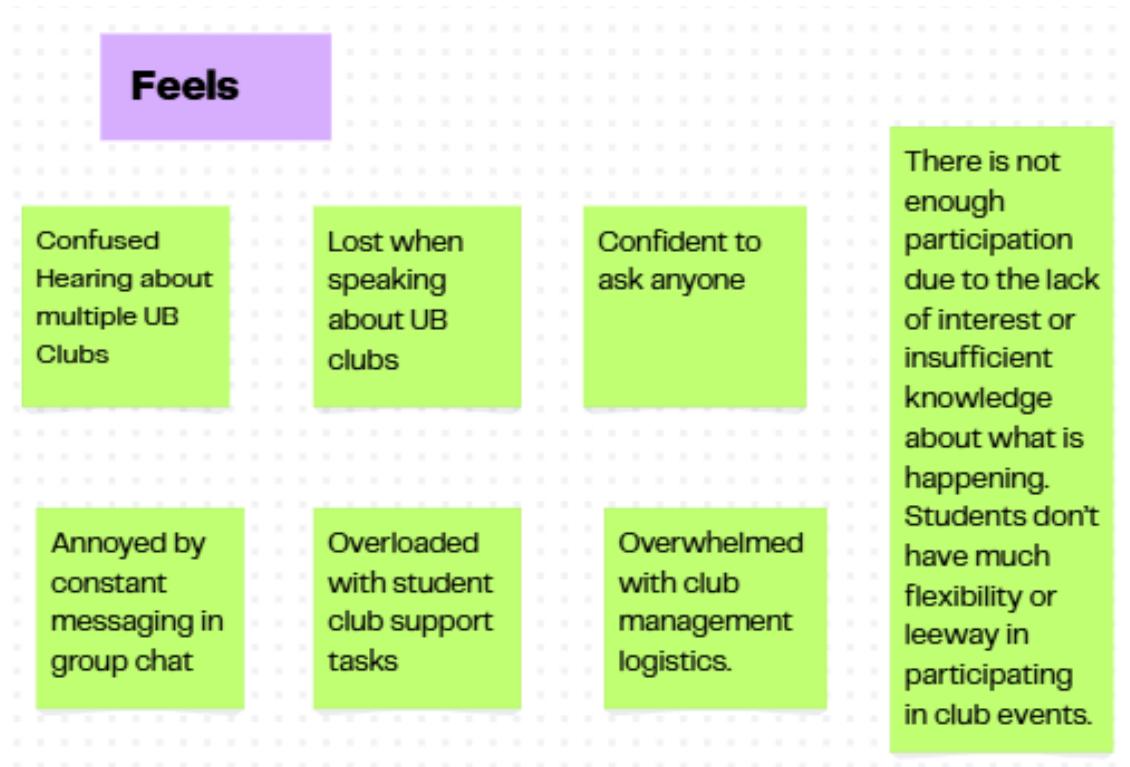 Feels
Confused
Hearing about
multiple UB
Clubs
Lost when
speaking
about UB
clubs
Confident to
ask anyone
There is not
enough
participation
due to the lack
of interest or
insufficient
knowledge
about what is
happening.
Students don't
have much
flexibility or
leeway in
participating
in club events.
Annoyed by
constant
messaging in
group chat
Overloaded
with student
club support
tasks
Overwhelmed
with club
management
logistics.